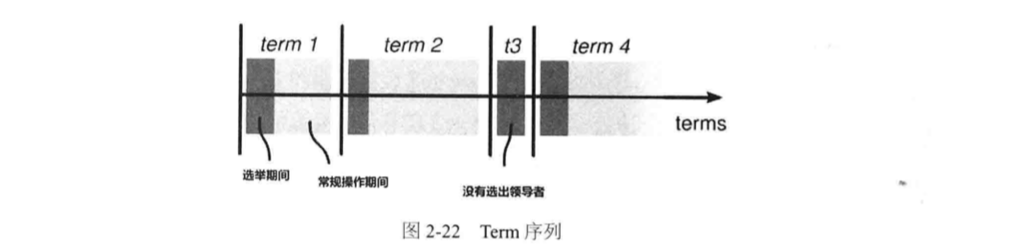 term 1 term 2 t3 term 4
terms
选举期间 常规操作期间 没有选出领导者
图 2-22 Term 序列